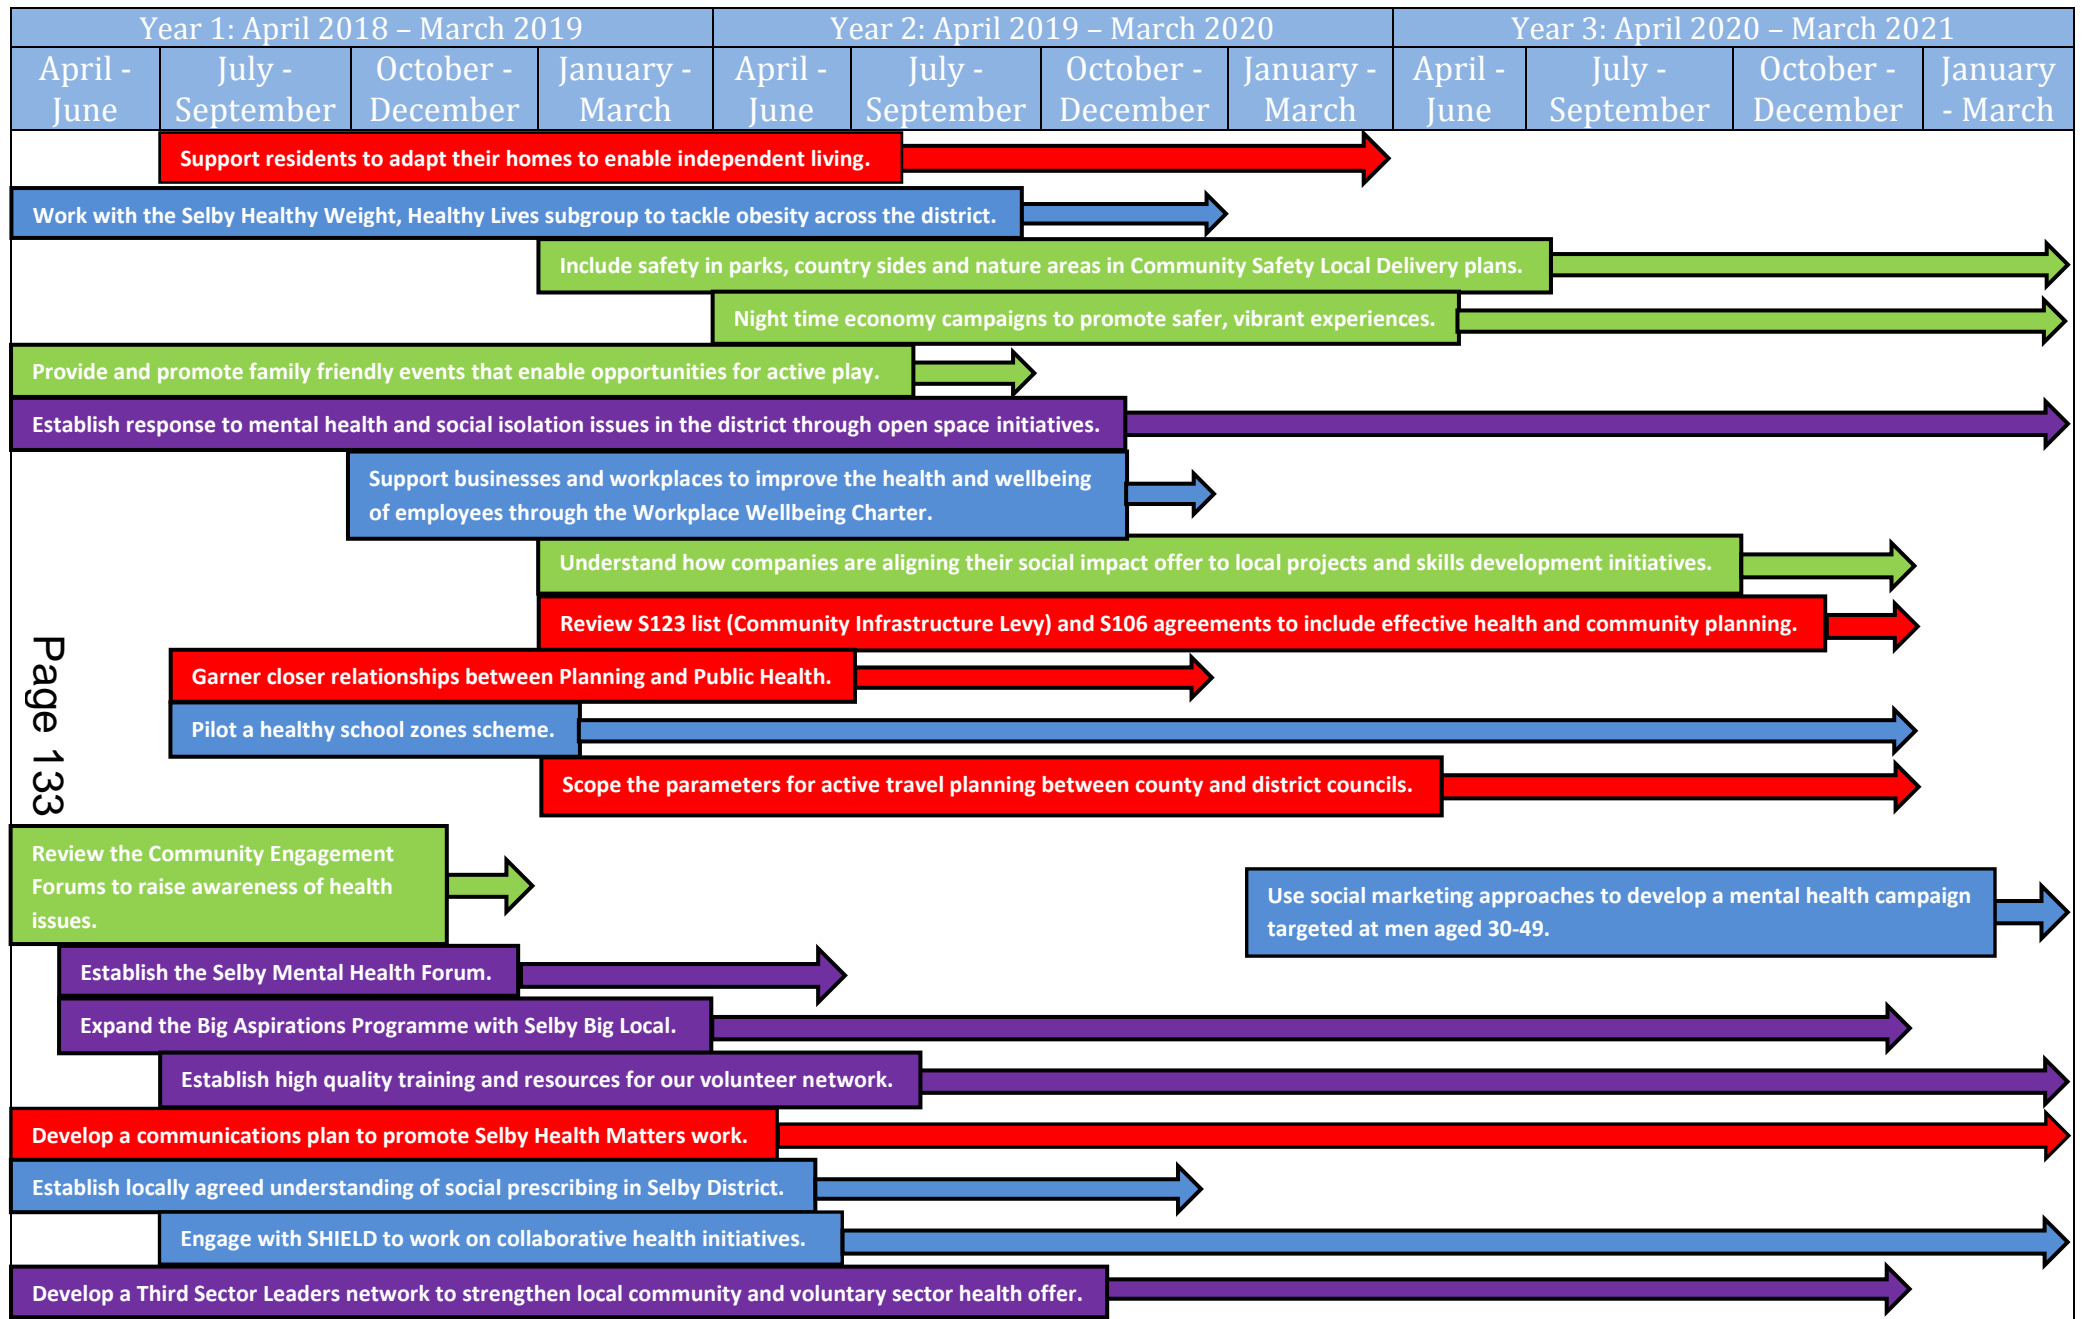 Year 1: April 2018 – March 2019
Year 2: April 2019 – March 2020
Year 3: April 2020 – March 2021
April -
June
July -
September
October -
December
January -
March
April -
June
July -
September
October -
December
January -
March
April -
June
July -
September
October -
December
January
- March
Support residents to adapt their homes to enable independent living.
Work with the Selby Healthy Weight, Healthy Lives subgroup to tackle obesity across the district.
Include safety in parks, country sides and nature areas in Community Safety Local Delivery plans.
Night time economy campaigns to promote safer, vibrant experiences.
Provide and promote family friendly events that enable opportunities for active play.
Establish response to mental health and social isolation issues in the district through open space initiatives.
Support businesses and workplaces to improve the health and wellbeing
of employees through the Workplace Wellbeing Charter.
Understand how companies are aligning their social impact offer to local projects and skills development initiatives.
Review S123 list (Community Infrastructure Levy) and S106 agreements to include effective health and community planning.
Garner closer relationships between Planning and Public Health.
Pilot a healthy school zones scheme.
Scope the parameters for active travel planning between county and district councils.
Page 133
Review the Community Engagement
Forums to raise awareness of health
issues.
Use social marketing approaches to develop a mental health campaign
targeted at men aged 30-49.
Establish the Selby Mental Health Forum.
Expand the Big Aspirations Programme with Selby Big Local.
Establish high quality training and resources for our volunteer network.
Develop a communications plan to promote Selby Health Matters work.
Establish locally agreed understanding of social prescribing in Selby District.
Engage with SHIELD to work on collaborative health initiatives.
Develop a Third Sector Leaders network to strengthen local community and voluntary sector health offer.